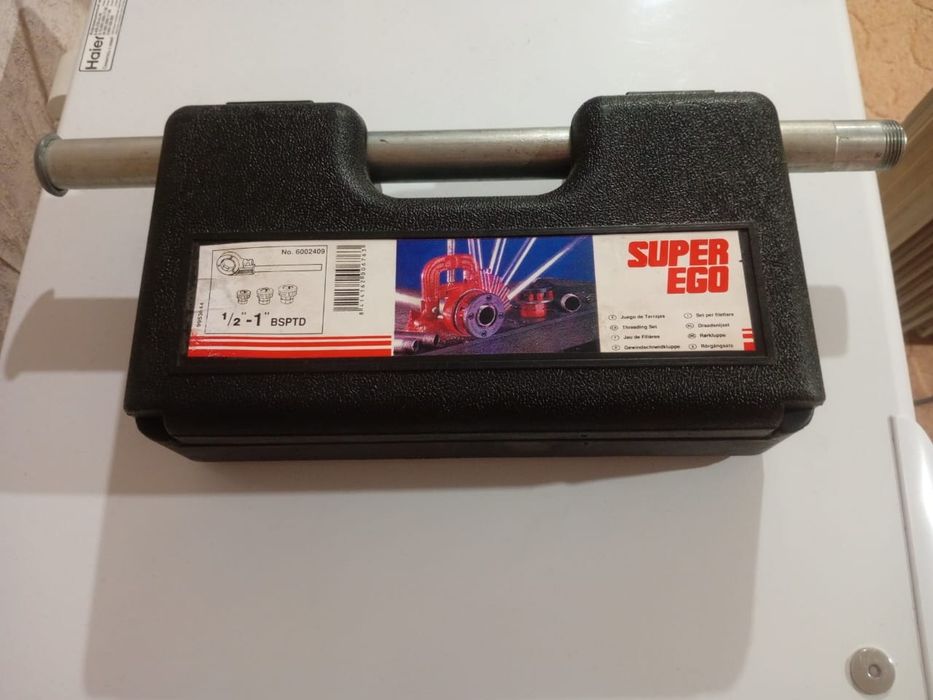 Haier
No. 6002409
1/2"-1" BSPTD
SUPER
EGO
Juego de Terrajas
Threading Set
Jeu de Filières
Gewindschneidkluppe
Set per filettare
Draadsnijset
Rørkluppe
Rörgängsats